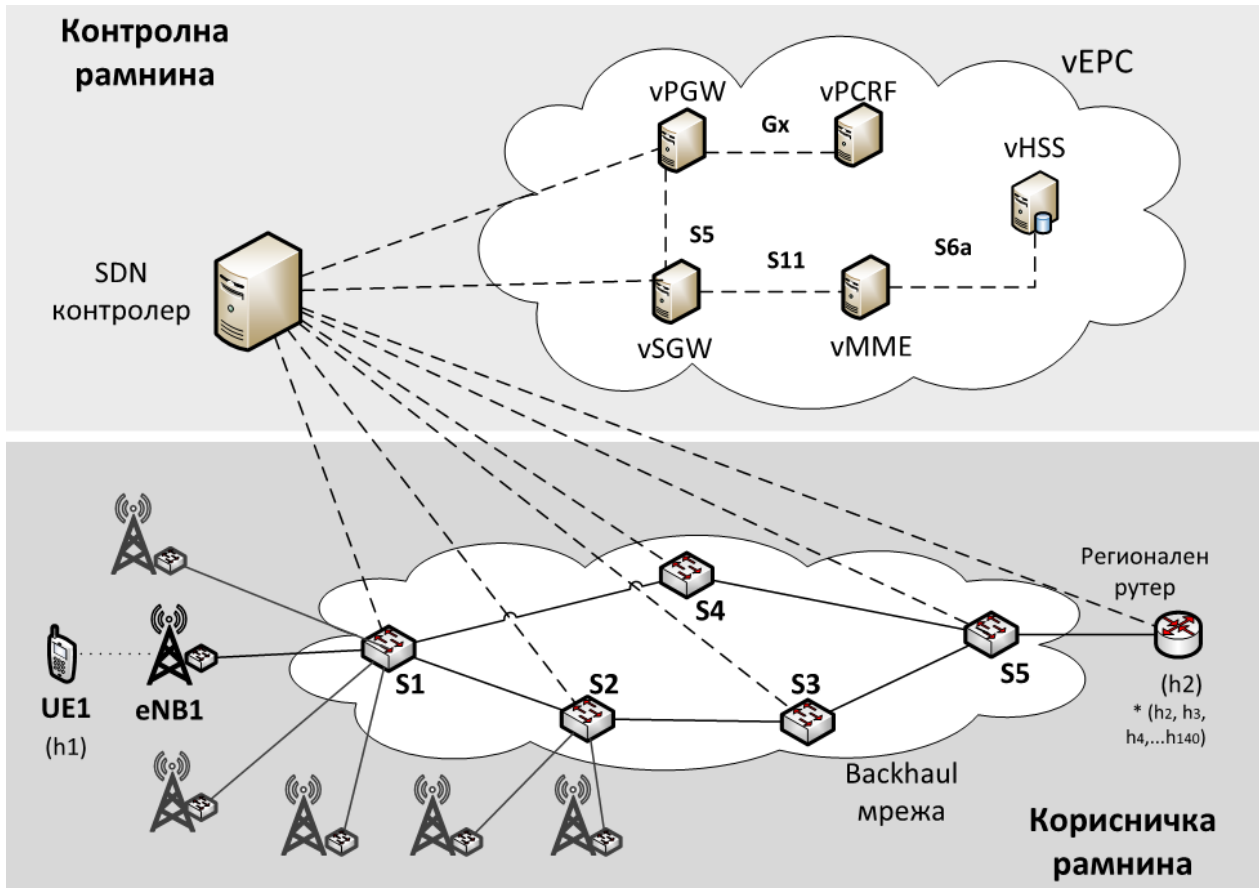 Контролна
рамнина
vEPC
vPGW
vPCRF
Gx
vHSS
S5
S11
S6a
SDN
контролер
vSGW
vMME
Регионален
рутер
S4
S1
S2
S3
S5
UE1
eNB1
(h1)
(h2)
* (h2, h3,
h4,...h140)
Backhaul
мрежа
Корисничка
рамнина